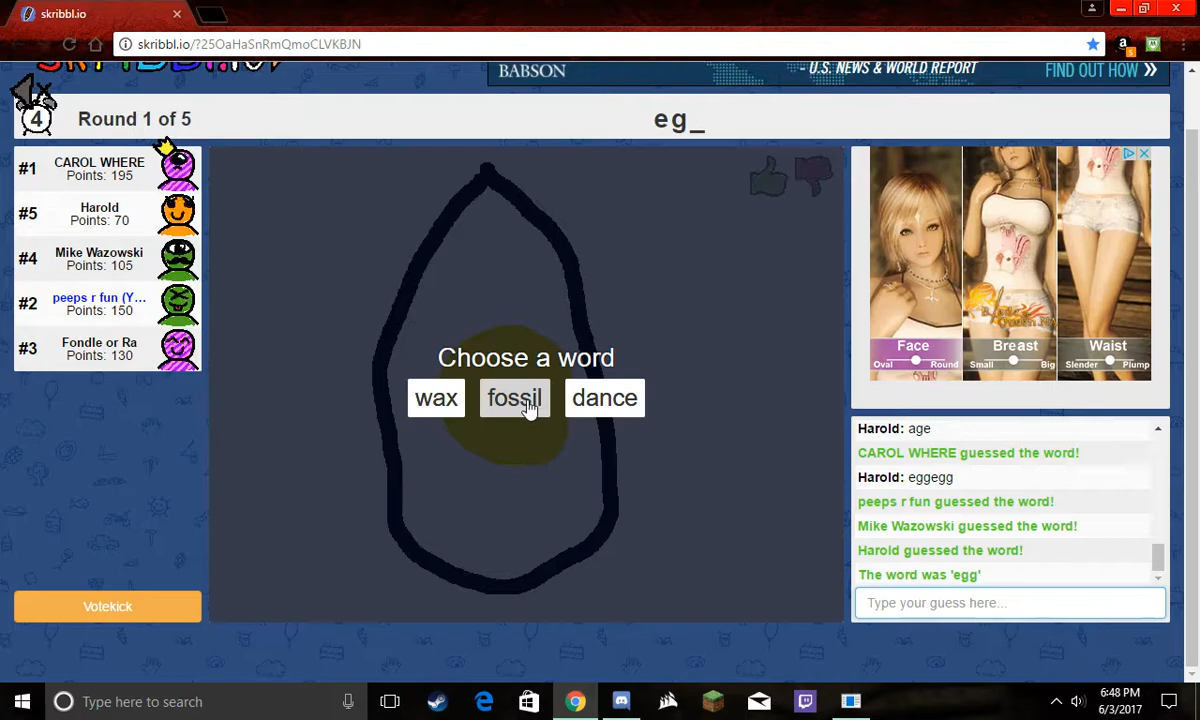 skribbl.io
skribbl.io/?25OaHaSnRmQmoCLVKBJN
BABSON
- U.S. NEWS & WORLD REPORT
FIND OUT HOW »
4
Round 1 of 5
eg_
#1
CAROL WHERE
Points: 195
#5
Harold
Points: 70
#4
Mike Wazowski
Points: 105
#2
peeps r fun (Y...
Points: 150
#3
Fondle or Ra
Points: 130
Votekick
Choose a word
wax fossil dance
Face Breast Waist
Oval Round Small Big Slender Plump
Harold: age
CAROL WHERE guessed the word!
Harold: eggegg
peeps r fun guessed the word!
Mike Wazowski guessed the word!
Harold guessed the word!
The word was 'egg'
Type your guess here...
Type here to search
6:48 PM
6/3/2017